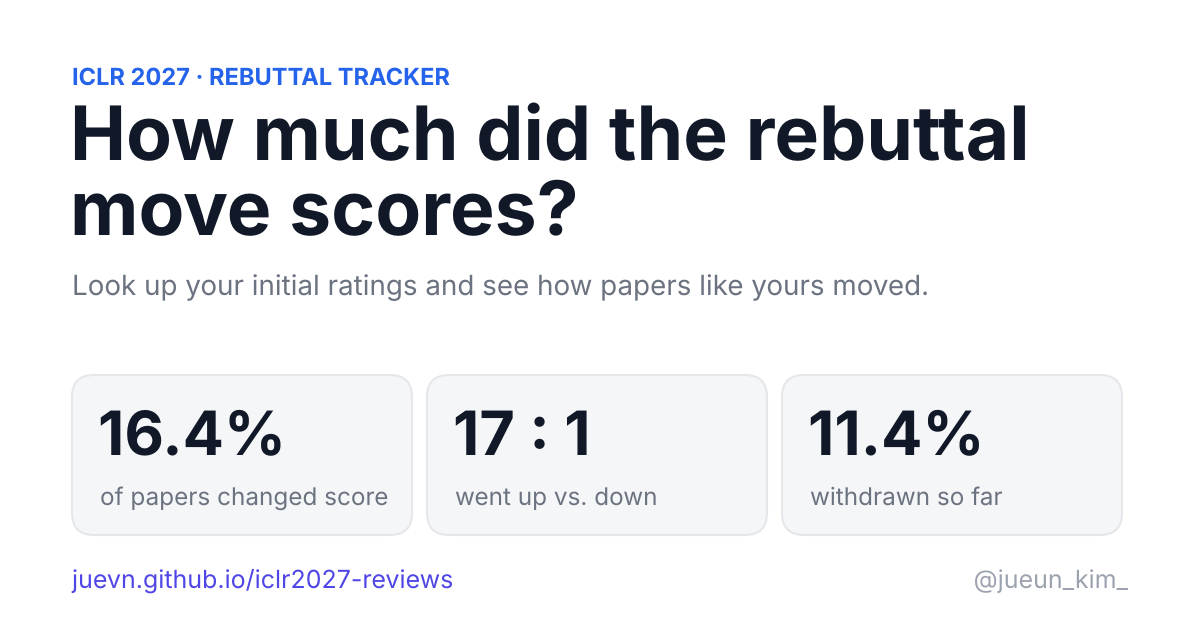 ICLR 2027 · REBUTTAL TRACKER
How much did the rebuttal
move scores?
Look up your initial ratings and see how papers like yours moved.
16.4%
of papers changed score
17 : 1
went up vs. down
11.4%
withdrawn so far
juevn.github.io/iclr2027-reviews
@jueun_kim_